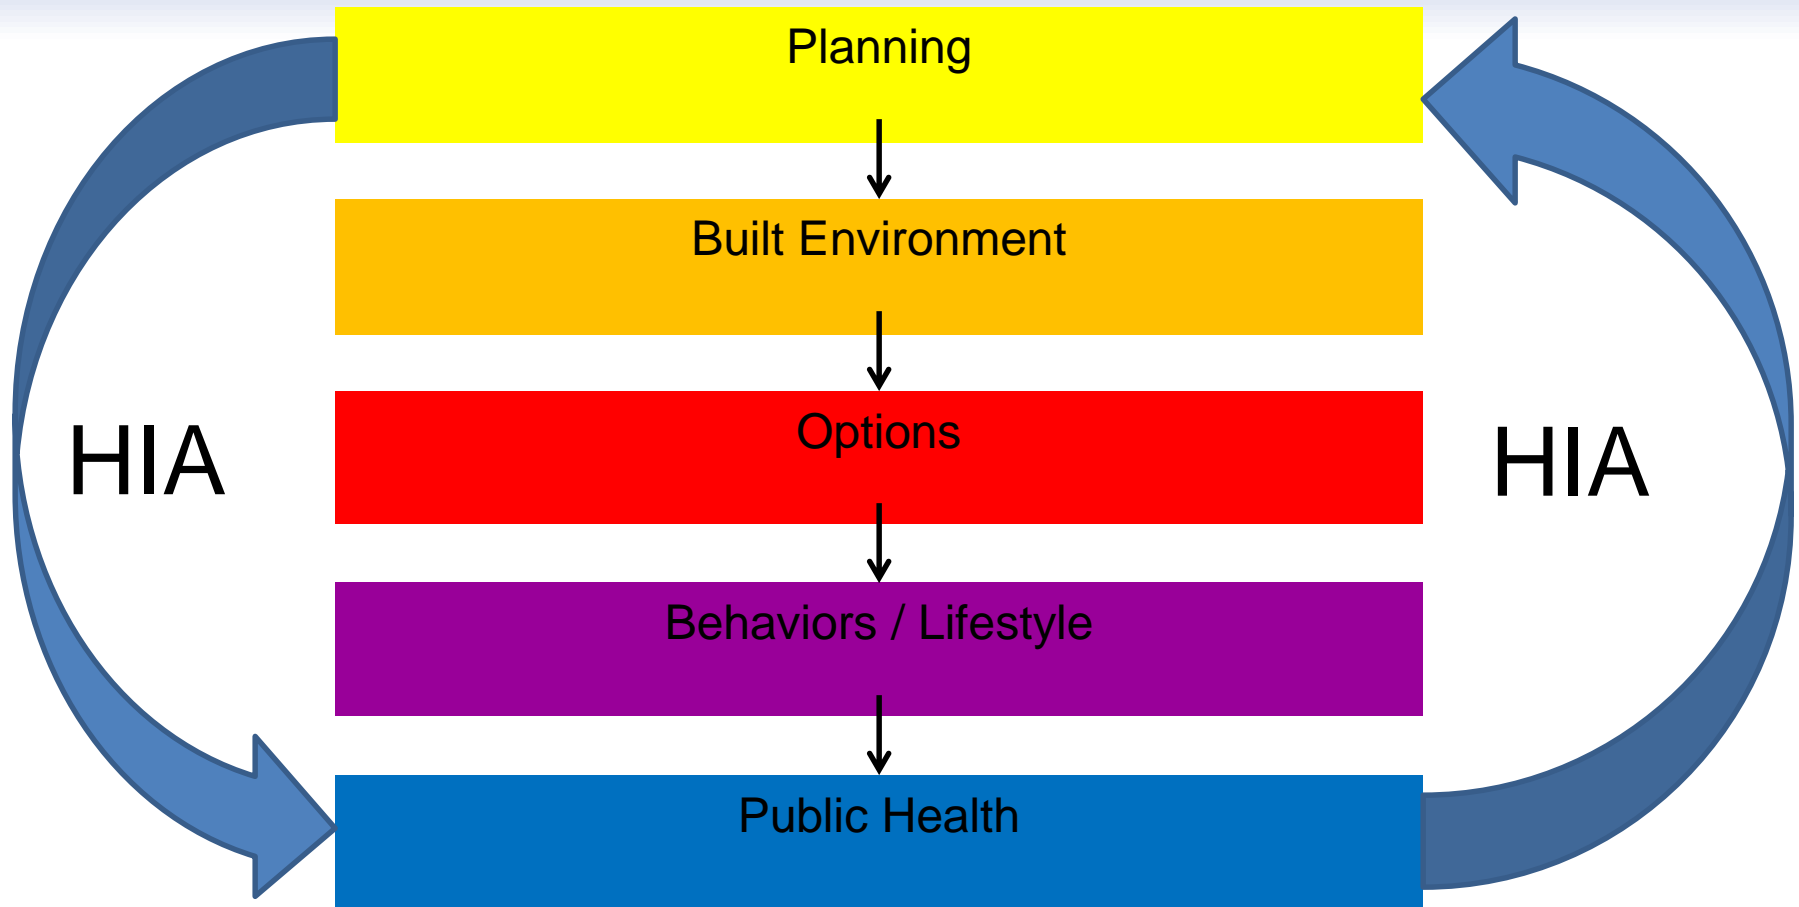 Planning
Built Environment
Options
HIA
HIA
Behaviors / Lifestyle
Public Health